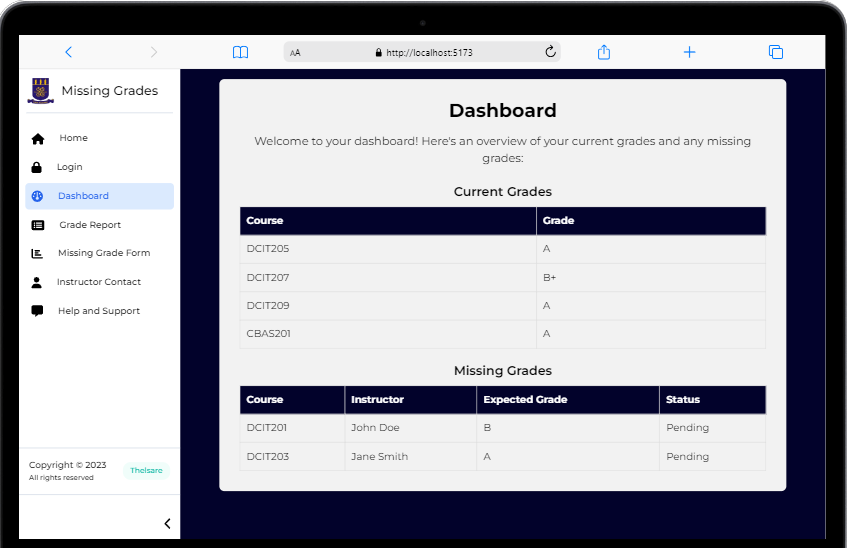 AA
http://localhost:5173
Missing Grades
Home
Login
Dashboard
Grade Report
Missing Grade Form
Instructor Contact
Help and Support
Copyright © 2023
All rights reserved
Theisare
Dashboard
Welcome to your dashboard! Here's an overview of your current grades and any missing
grades:
Current Grades
Course Grade
DCIT205 A
DCIT207 B+
DCIT209 A
CBAS201 A
Missing Grades
Course Instructor Expected Grade Status
DCIT201 John Doe B Pending
DCIT203 Jane Smith A Pending